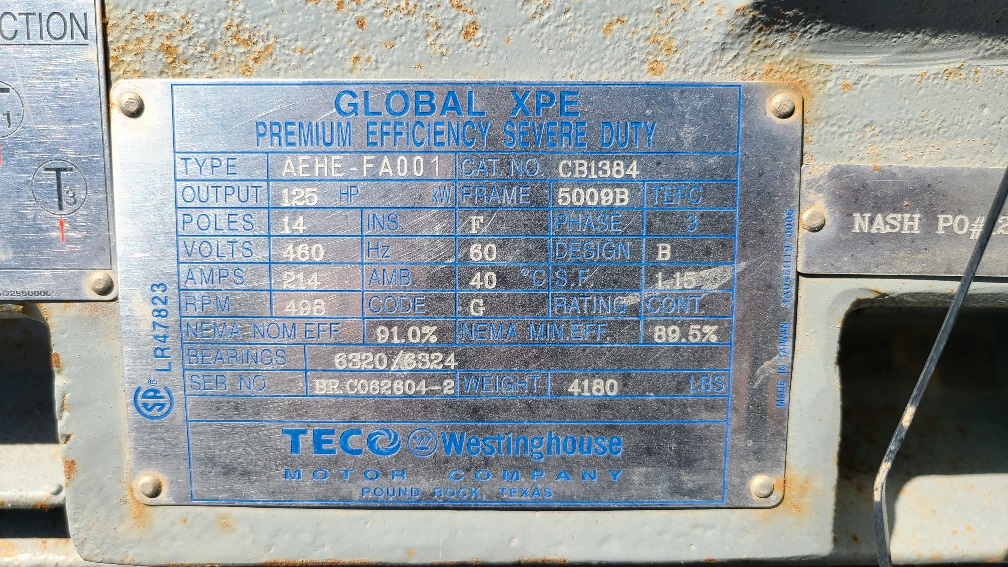 CTION
T1
T3
GLOBAL XPE
PREMIUM EFFICIENCY SEVERE DUTY
TYPE AEHE-FA001 CAT. NO. CB1384
OUTPUT 125 HP KW FRAME 5009B TEFC
POLES 14 INS. F PHASE 3
VOLTS 460 Hz 60 DESIGN B
AMPS 214 AMB. 40 °C S.F. 1.15
RPM 498 CODE G RATING CONT.
NEMA NOM.EFF. 91.0% NEMA MIN.EFF. 89.5%
BEARINGS 6320/6324
SER. NO. BR.C062604-2 WEIGHT 4180 LBS
TECO Westinghouse
MOTOR COMPANY
ROUND ROCK, TEXAS
SA LR47823
MADE IN TAIWAN
NASH PO#